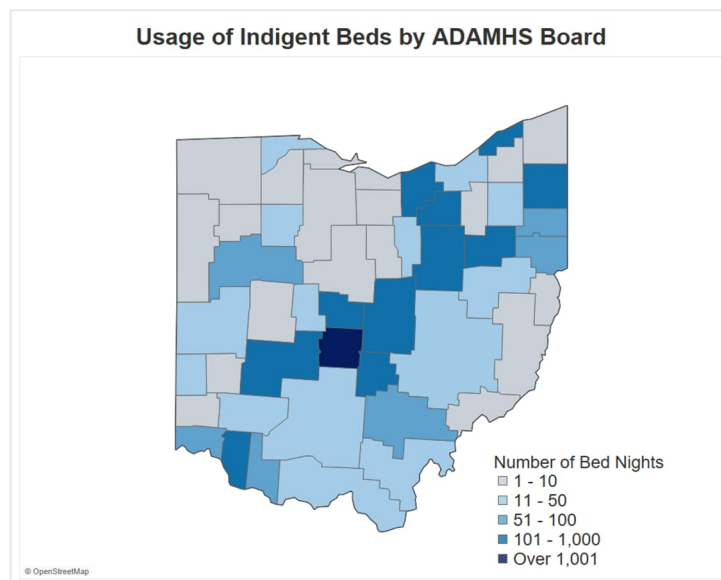 Usage of Indigent Beds by ADAMHS Board
Number of Bed Nights
1 - 10
11 - 50
51 - 100
101 - 1,000
Over 1,001
© OpenStreetMap